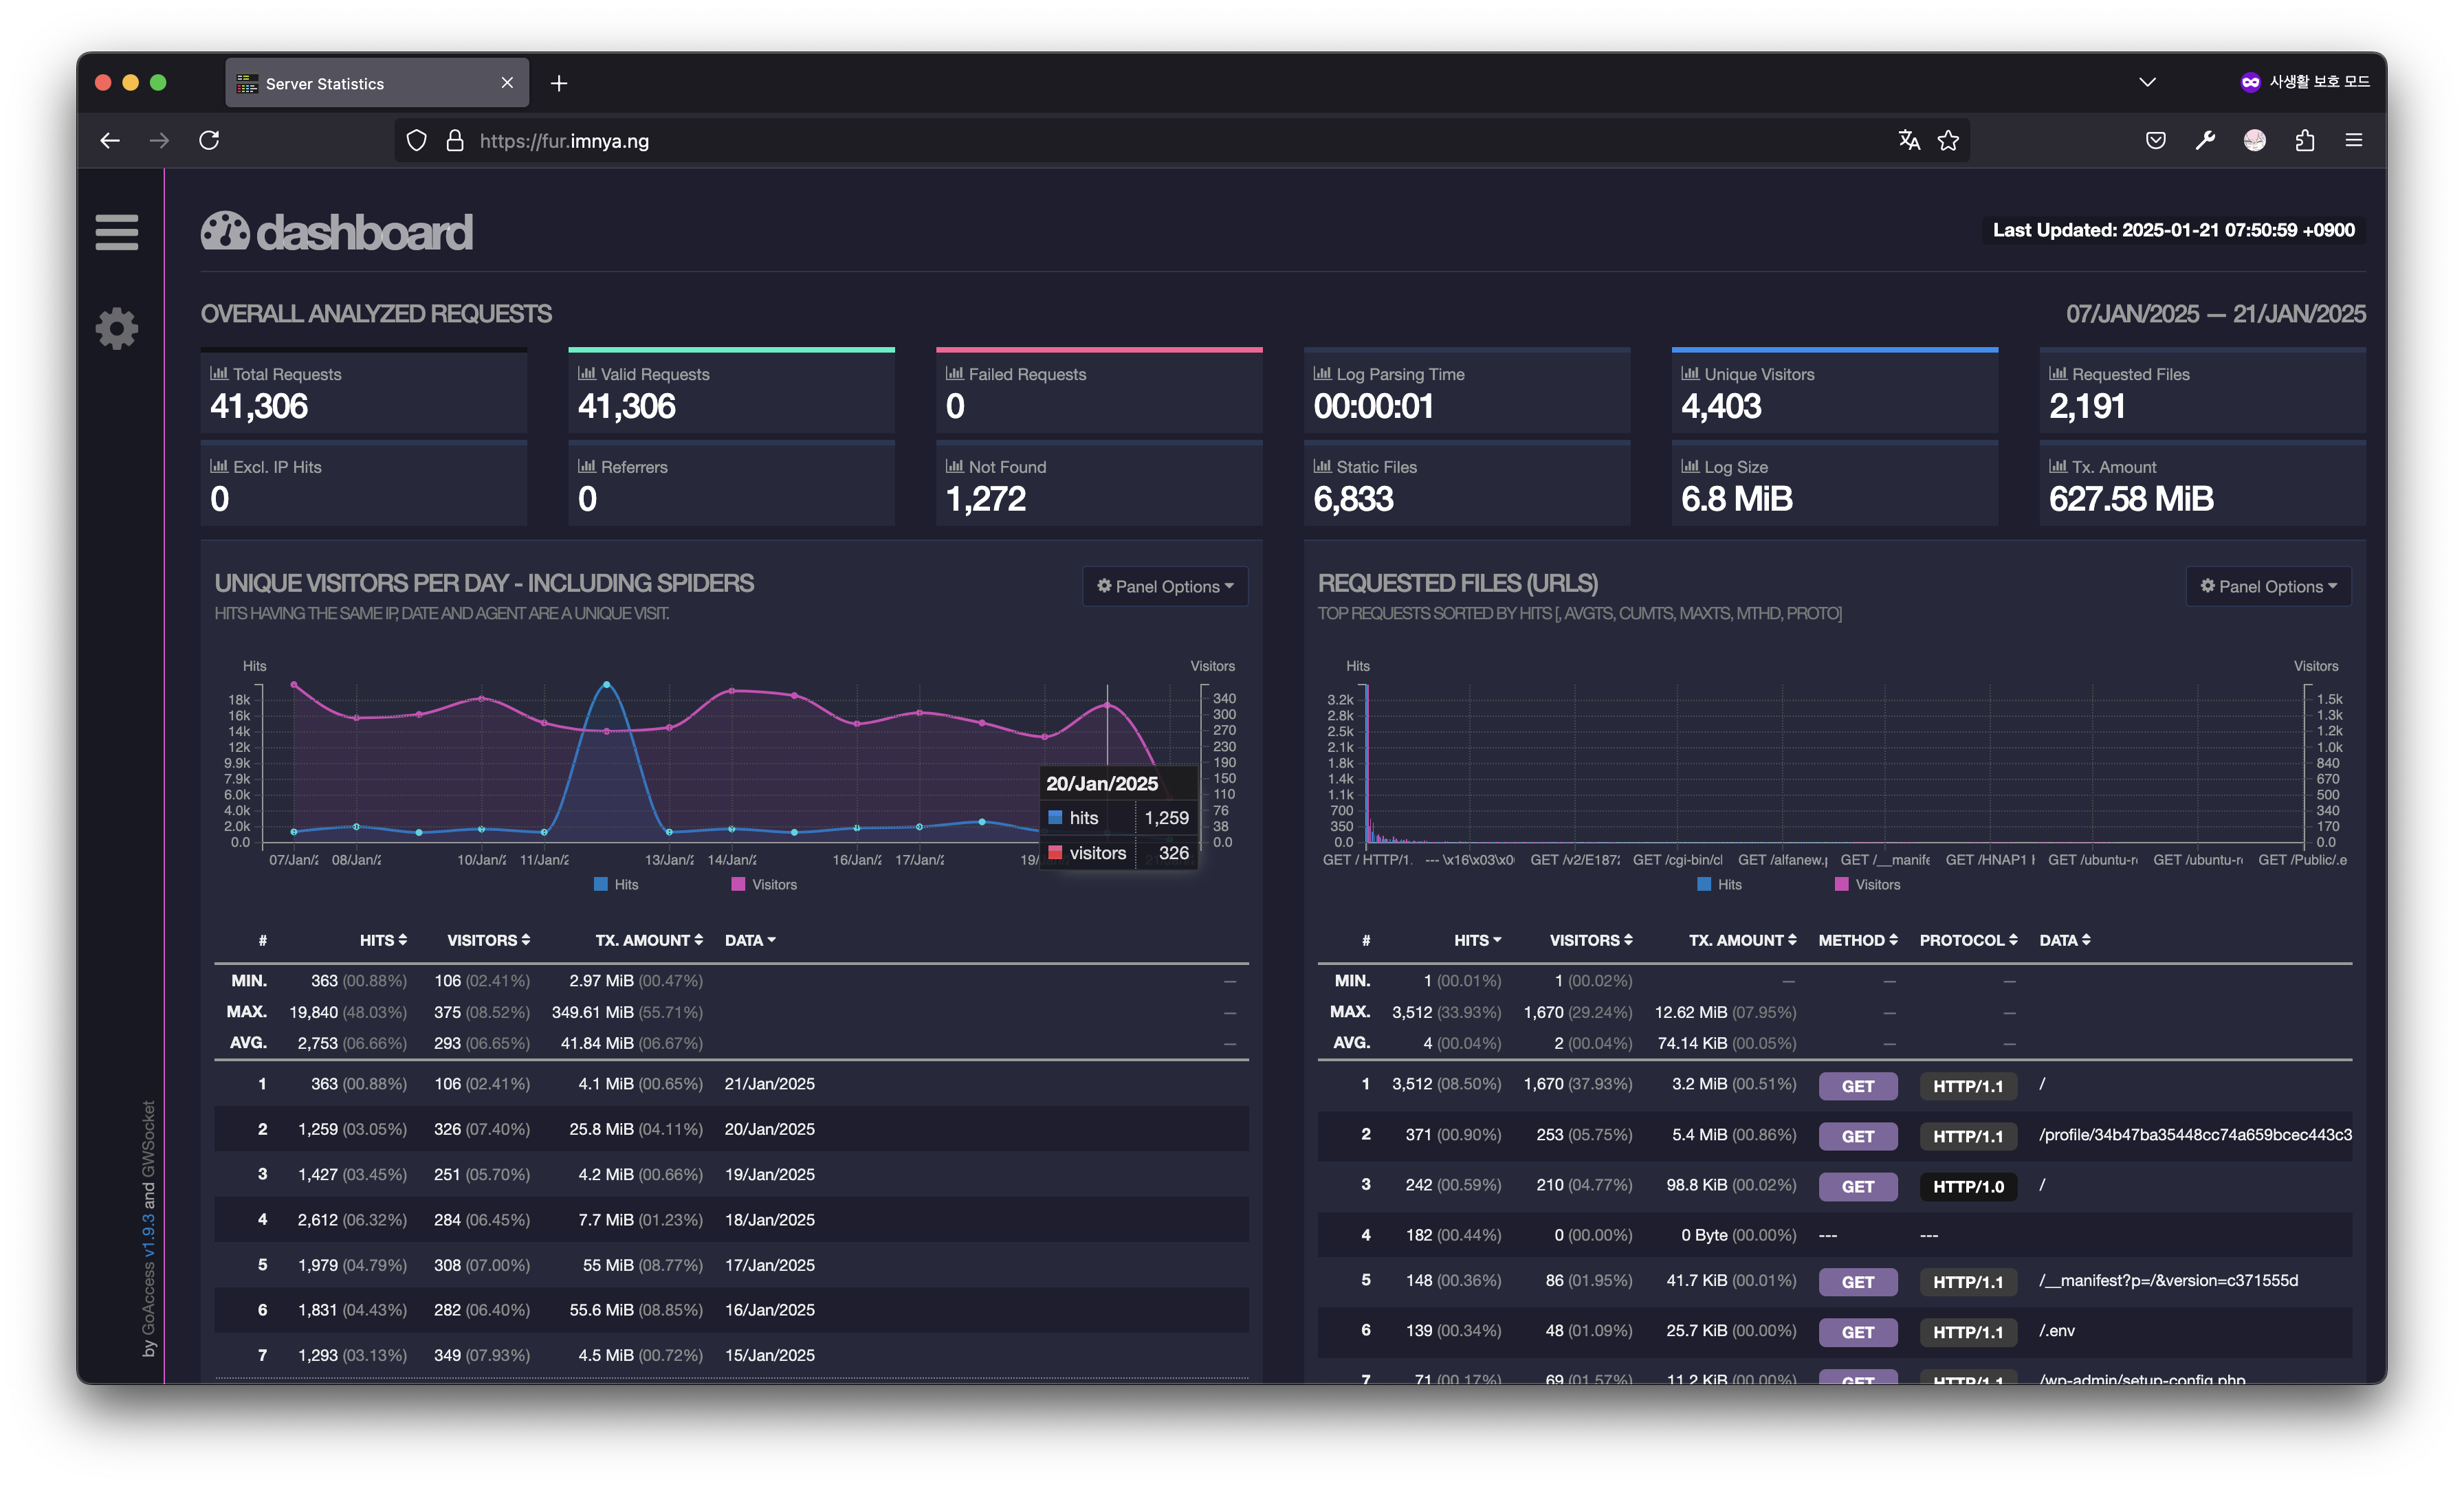 Server Statistics
사생활 보호 모드
https://fur.imnya.ng
dashboard
Last Updated: 2025-01-21 07:50:59 +0900
OVERALL ANALYZED REQUESTS
07/JAN/2025 — 21/JAN/2025
Total Requests
41,306
Valid Requests
41,306
Failed Requests
0
Log Parsing Time
00:00:01
Unique Visitors
4,403
Requested Files
2,191
Excl. IP Hits
0
Referrers
0
Not Found
1,272
Static Files
6,833
Log Size
6.8 MiB
Tx. Amount
627.58 MiB
UNIQUE VISITORS PER DAY - INCLUDING SPIDERS
Panel Options
HITS HAVING THE SAME IP, DATE AND AGENT ARE A UNIQUE VISIT.
Hits Visitors
18k 340
16k 300
14k 270
12k 230
9.9k 190
7.9k 150
6.0k 110
4.0k 76
2.0k 38
0.0 0.0
07/Jan/2 08/Jan/2 10/Jan/2 11/Jan/2 13/Jan/2 14/Jan/2 16/Jan/2 17/Jan/2 19/
20/Jan/2025
hits 1,259
visitors 326
Hits Visitors
# HITS VISITORS TX. AMOUNT DATA
MIN. 363 (00.88%) 106 (02.41%) 2.97 MiB (00.47%) —
MAX. 19,840 (48.03%) 375 (08.52%) 349.61 MiB (55.71%) —
AVG. 2,753 (06.66%) 293 (06.65%) 41.84 MiB (06.67%) —
1 363 (00.88%) 106 (02.41%) 4.1 MiB (00.65%) 21/Jan/2025
2 1,259 (03.05%) 326 (07.40%) 25.8 MiB (04.11%) 20/Jan/2025
3 1,427 (03.45%) 251 (05.70%) 4.2 MiB (00.66%) 19/Jan/2025
4 2,612 (06.32%) 284 (06.45%) 7.7 MiB (01.23%) 18/Jan/2025
5 1,979 (04.79%) 308 (07.00%) 55 MiB (08.77%) 17/Jan/2025
6 1,831 (04.43%) 282 (06.40%) 55.6 MiB (08.85%) 16/Jan/2025
7 1,293 (03.13%) 349 (07.93%) 4.5 MiB (00.72%) 15/Jan/2025
REQUESTED FILES (URLS)
Panel Options
TOP REQUESTS SORTED BY HITS [, AVGTS, CUMTS, MAXTS, MTHD, PROTO]
Hits Visitors
3.2k 1.5k
2.8k 1.3k
2.5k 1.2k
2.1k 1.0k
1.8k 840
1.4k 670
1.1k 500
700 340
350 170
0.0 0.0
GET / HTTP/1. --- \x16\x03\x0 GET /v2/E187 GET /cgi-bin/cl GET /alfanew. GET /__manife GET /HNAP1 GET /ubuntu-r GET /ubuntu-r GET /Public/.e
Hits Visitors
# HITS VISITORS TX. AMOUNT METHOD PROTOCOL DATA
MIN. 1 (00.01%) 1 (00.02%) — — —
MAX. 3,512 (33.93%) 1,670 (29.24%) 12.62 MiB (07.95%) — —
AVG. 4 (00.04%) 2 (00.04%) 74.14 KiB (00.05%) — —
1 3,512 (08.50%) 1,670 (37.93%) 3.2 MiB (00.51%) GET HTTP/1.1 /
2 371 (00.90%) 253 (05.75%) 5.4 MiB (00.86%) GET HTTP/1.1 /profile/34b47ba35448cc74a659bcec443c3
3 242 (00.59%) 210 (04.77%) 98.8 KiB (00.02%) GET HTTP/1.0 /
4 182 (00.44%) 0 (00.00%) 0 Byte (00.00%) --- ---
5 148 (00.36%) 86 (01.95%) 41.7 KiB (00.01%) GET HTTP/1.1 /__manifest?p=/&version=c371555d
6 139 (00.34%) 48 (01.09%) 25.7 KiB (00.00%) GET HTTP/1.1 /.env
7 71 (00.17%) 69 (01.57%) 11.2 KiB (00.00%) GET HTTP/1.1 /wp-admin/setup-config.php
by GoAccess v1.9.3 and GWSocket